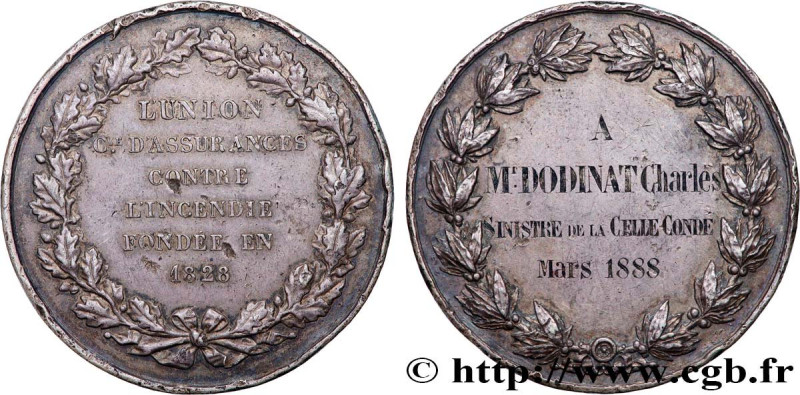 L'UNION
Cie D'ASSURANCES
CONTRE
L'INCENDIE
FONDÉE EN
1828
A
Mr DODINAT Charles
SINISTRE DE LA CELLE-CONDÉ
Mars 1888
© http://www.cgb.fr